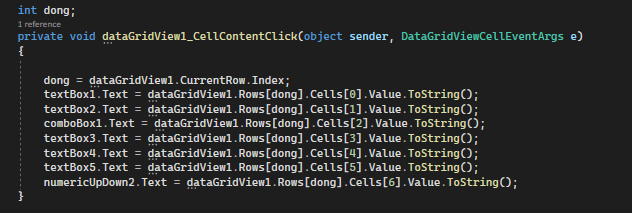 int dong;
1 reference
private void dataGridView1_CellContentClick(object sender, DataGridViewCellEventArgs e)
{
dong = dataGridView1.CurrentRow.Index;
textBox1.Text = dataGridView1.Rows[dong].Cells[0].Value.ToString();
textBox2.Text = dataGridView1.Rows[dong].Cells[1].Value.ToString();
comboBox1.Text = dataGridView1.Rows[dong].Cells[2].Value.ToString();
textBox3.Text = dataGridView1.Rows[dong].Cells[3].Value.ToString();
textBox4.Text = dataGridView1.Rows[dong].Cells[4].Value.ToString();
textBox5.Text = dataGridView1.Rows[dong].Cells[5].Value.ToString();
numericUpDown2.Text = dataGridView1.Rows[dong].Cells[6].Value.ToString();
}